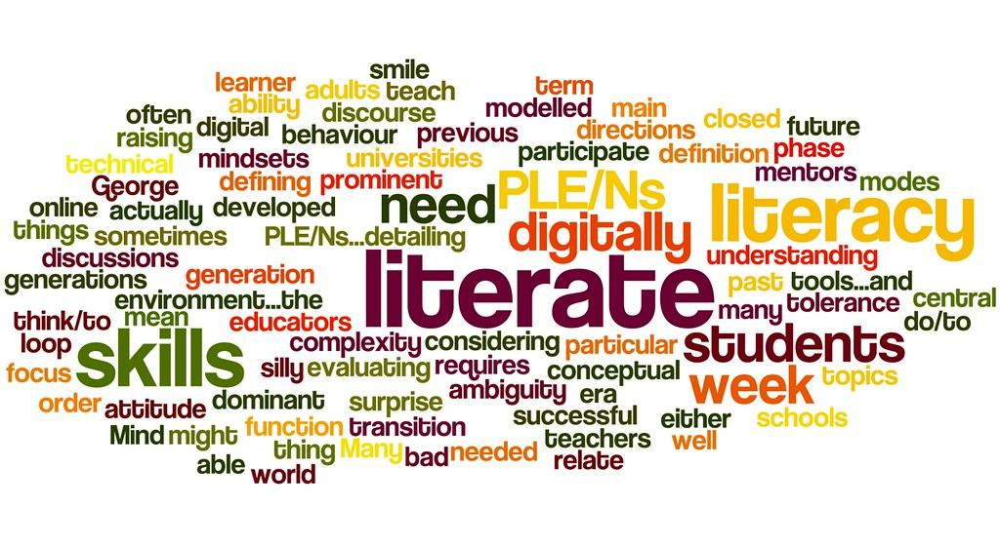 smile
learner adults teach term
ability modelled main
often discourse closed
raising digital behaviour previous directions future
technical mindsets universities participate definition phase
George defining prominent mentors modes
online actually developed need PLE/Ns literacy
things sometimes PLE/Ns...detailing digitally
discussions understanding
generations generation literate past tools...and
environment...the many tolerance central
think/to mean educators do/to
loop skills complexity considering particular students
focus silly evaluating requires conceptual week topics
order attitude dominant surprise ambiguity era
Mind might function transition successful either schools
thing Many bad needed teachers well
able world relate